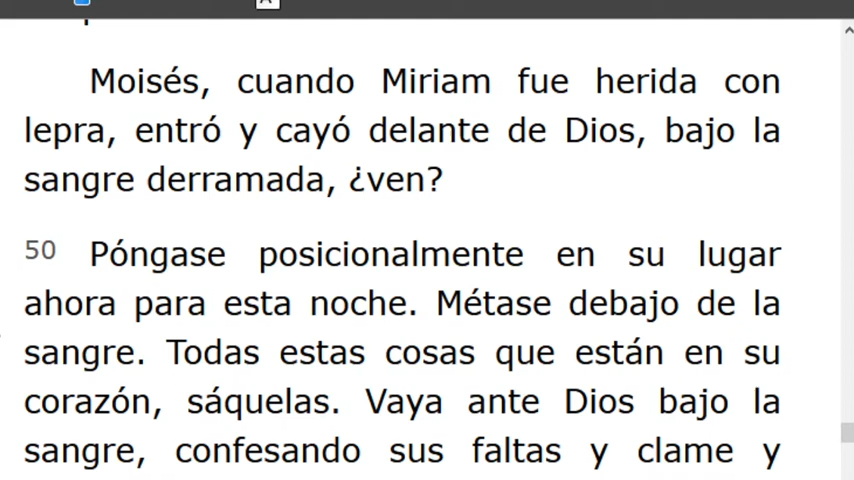 Moisés, cuando Miriam fue herida con
lepra, entró y cayó delante de Dios, bajo la
sangre derramada, ¿ven?
50 Póngase posicionalmente en su lugar
ahora para esta noche. Métase debajo de la
sangre. Todas estas cosas que están en su
corazón, sáquelas. Vaya ante Dios bajo la
sangre, confesando sus faltas y clame y